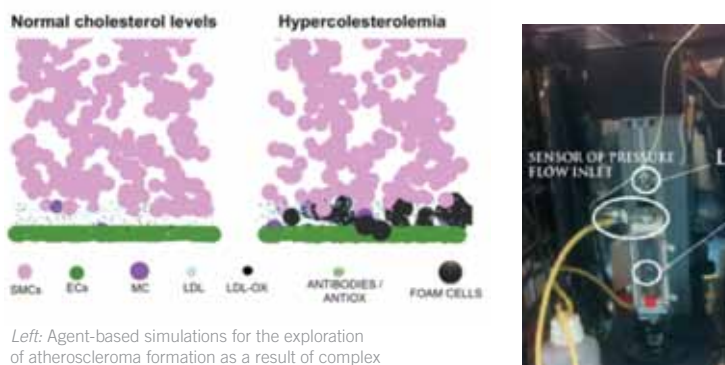 Normal cholesterol levels
Hypercolesterolemia
SMCs
ECs
MC
LDL
LDL-OX
ANTIBODIES /
ANTIOX
FOAM CELLS
Left: Agent-based simulations for the exploration
of atheroscleroma formation as a result of complex
SENSOR OF PRESSURE
FLOW INLET
L